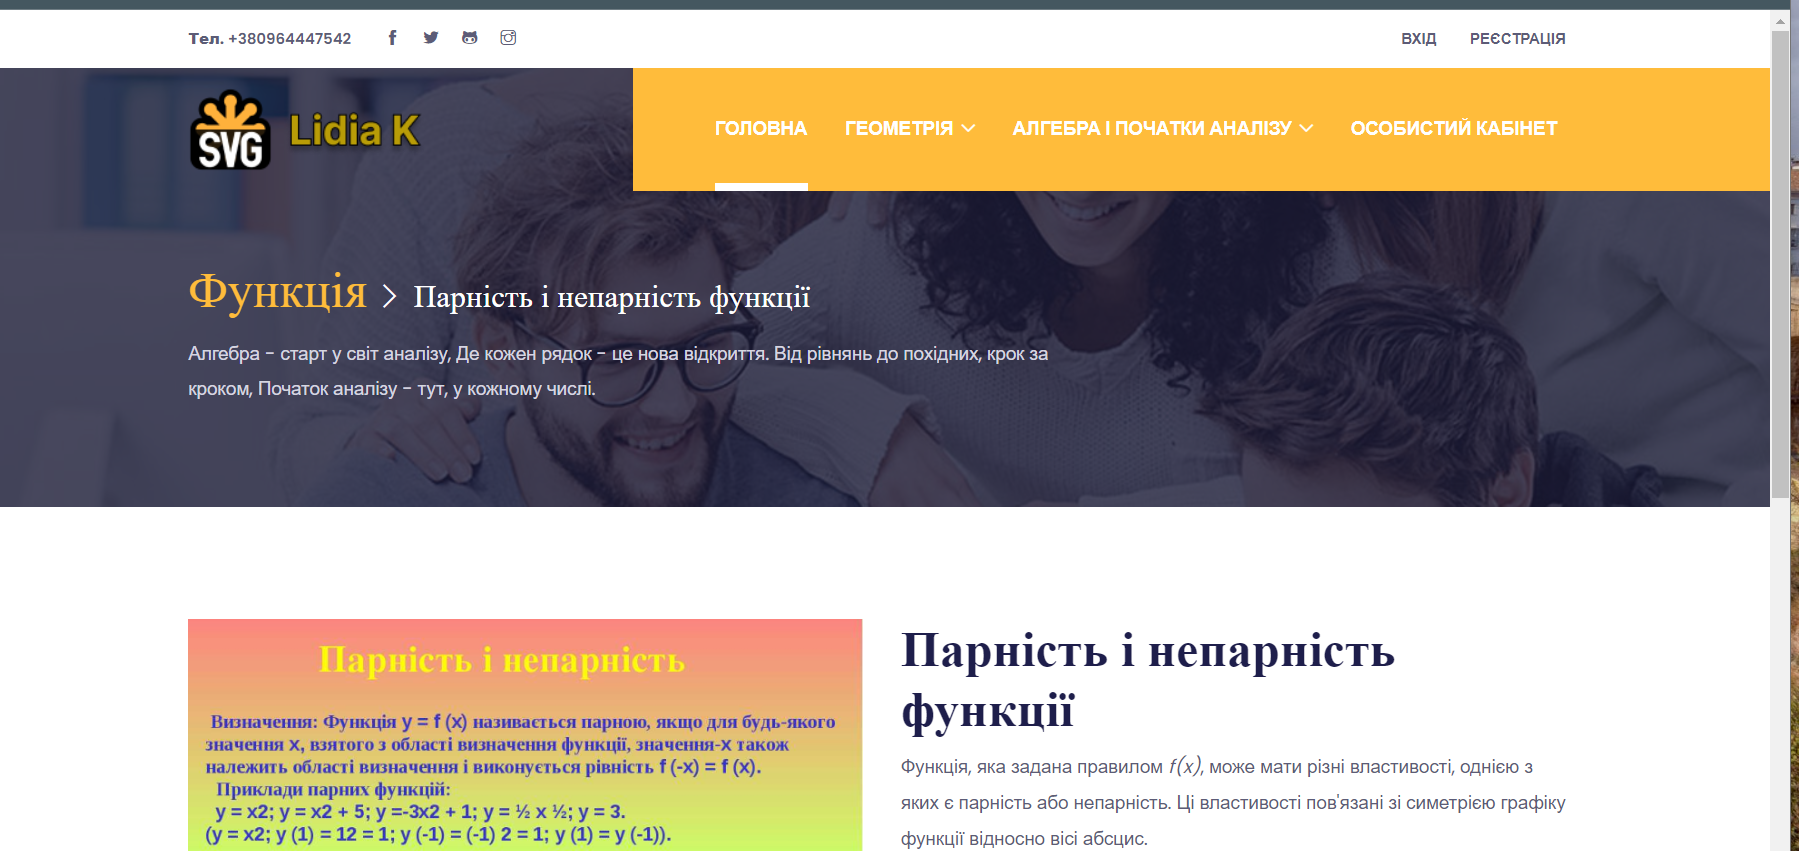 Тел. +380964447542
ВХІД РЕЄСТРАЦІЯ
SVG Lidia K
ГОЛОВНА ГЕОМЕТРІЯ АЛГЕБРА І ПОЧАТКИ АНАЛІЗУ ОСОБИСТИЙ КАБІНЕТ
Функція > Парність і непарність функції
Алгебра – старт у світ аналізу, Де кожен рядок – це нова відкриття. Від рівнянь до похідних, крок за
кроком, Початок аналізу – тут, у кожному числі.
Парність і непарність
Визначення: Функція y = f (x) називається парною, якщо для будь-якого
значення x, взятого з області визначення функції, значення-x також
належить області визначення і виконується рівність f (-x) = f (x).
Приклади парних функцій:
y = x2; y = x2 + 5; y =-3x2 + 1; y = ½ x ½; y = 3.
(y = x2; y (1) = 12 = 1; y (-1) = (-1) 2 = 1; y (1) = y (-1)).
Парність і непарність
функції
Функція, яка задана правилом f(x), може мати різні властивості, однією з
яких є парність або непарність. Ці властивості пов'язані зі симетрією графіку
функції відносно вісі абсцис.